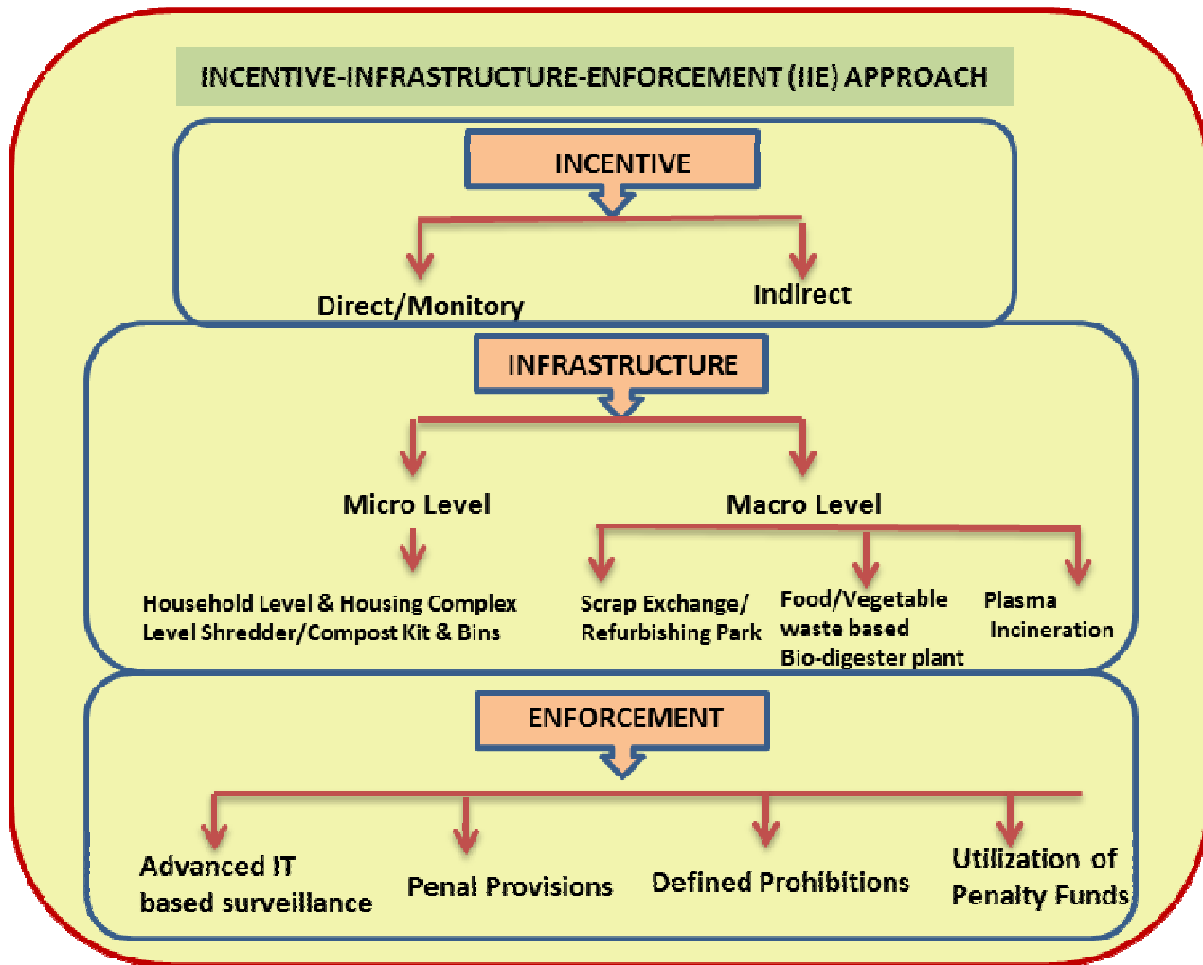 INCENTIVE-INFRASTRUCTURE-ENFORCEMENT (IIE) APPROACH
INCENTIVE
Direct/Monitory
Indirect
INFRASTRUCTURE
Micro Level
Macro Level
Household Level & Housing Complex
Level Shredder/Compost Kit & Bins
Scrap Exchange/
Refurbishing Park
Food/Vegetable
waste based
Bio-digester plant
Plasma
Incineration
ENFORCEMENT
Advanced IT
based surveillance
Penal Provisions
Defined Prohibitions
Utilization of
Penalty Funds